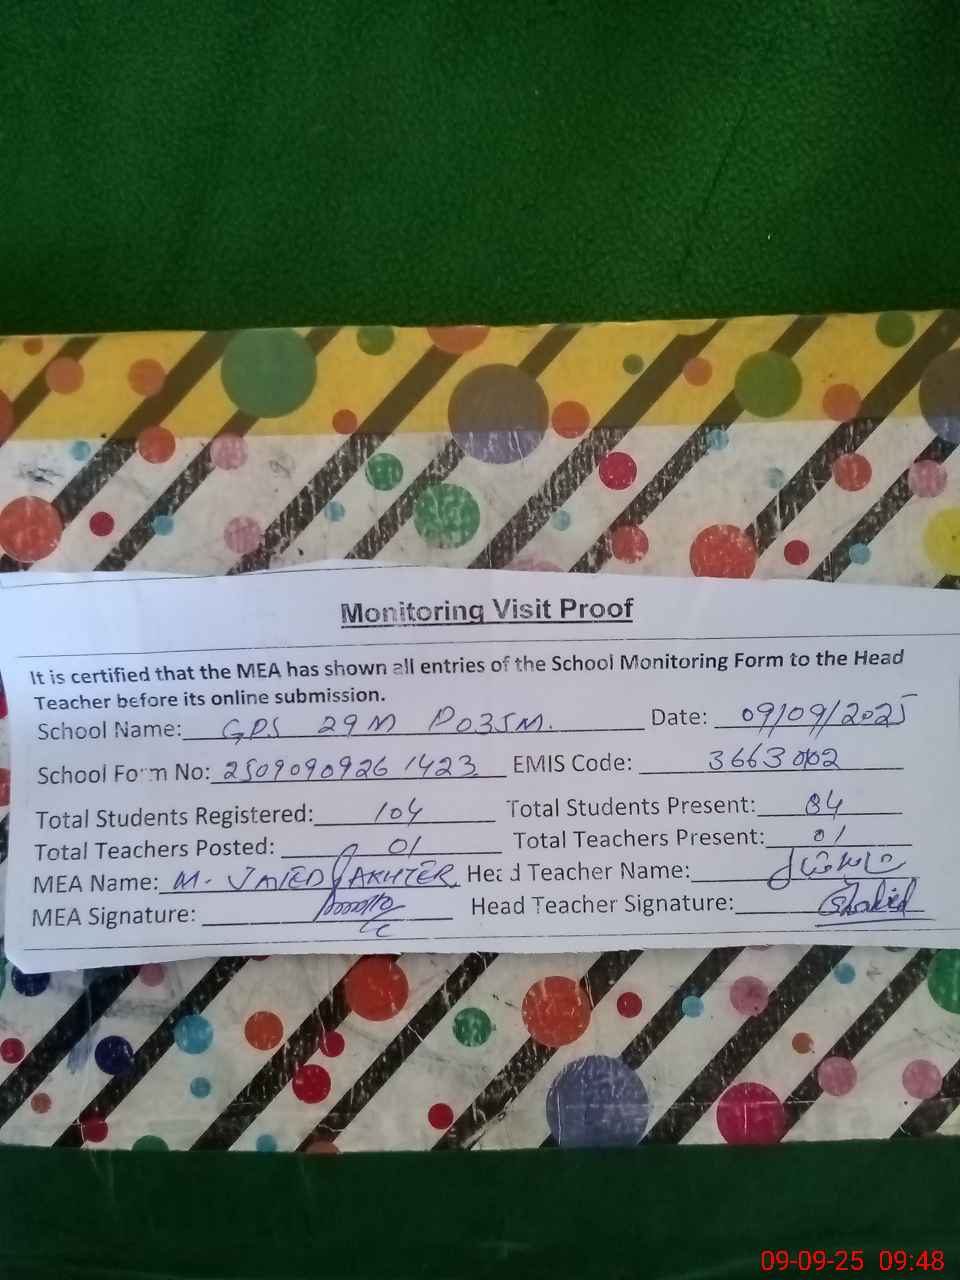 Monitoring Visit Proof
It is certified that the MEA has shown all entries of the School Monitoring Form to the Head
Teacher before its online submission.
School Name: GPS 29M Date: 09/09/2025
School Form No: 2509090926 1423 EMIS Code:
Total Students Registered: 104 Total Students Present: 84
Total Teachers Posted: 01 Total Teachers Present: 01
MEA Name: M. JAVED AKHTER Head Teacher Name:
MEA Signature: Head Teacher Signature: Shahid
09-09-25 09:48